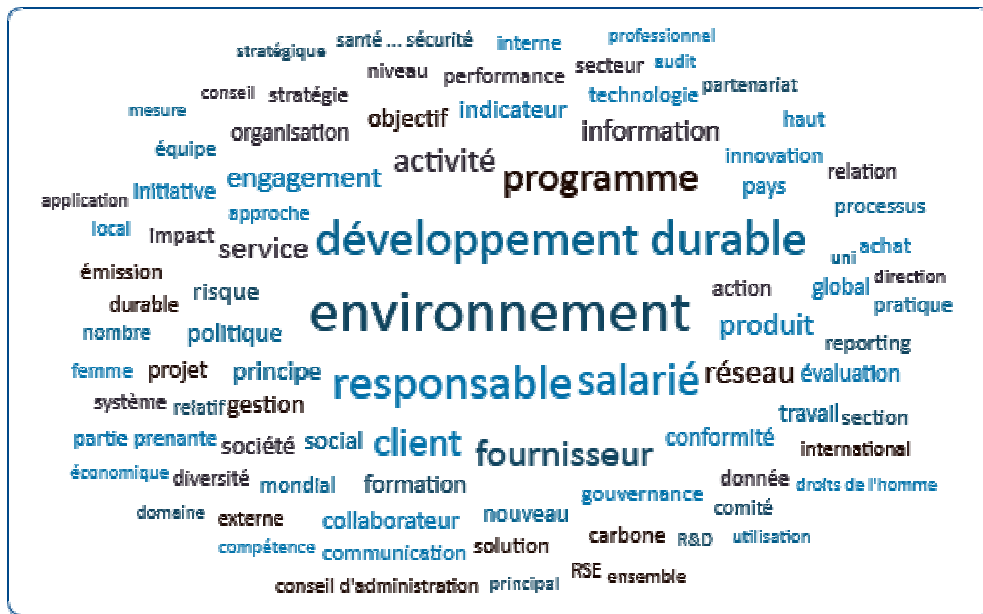 stratégique santé ... sécurité interne professionnel
niveau performance secteur audit
mesure conseil stratégie objectif indicateur technologie partenariat
équipe organisation activité information haut
application initiative engagement programme innovation pays relation
local impact approche service développement durable uni achat processus
émission risque environnement action global direction
durable produit pratique
nombre politique reporting
femme projet principe responsable salarié réseau évaluation
système relatif gestion travail section
partie prenante société social client fournisseur conformité international
économique diversité mondial formation gouvernance donnée droits de l'homme
domaine externe collaborateur nouveau carbone R&D comité utilisation
compétence communication solution
conseil d'administration principal RSE ensemble